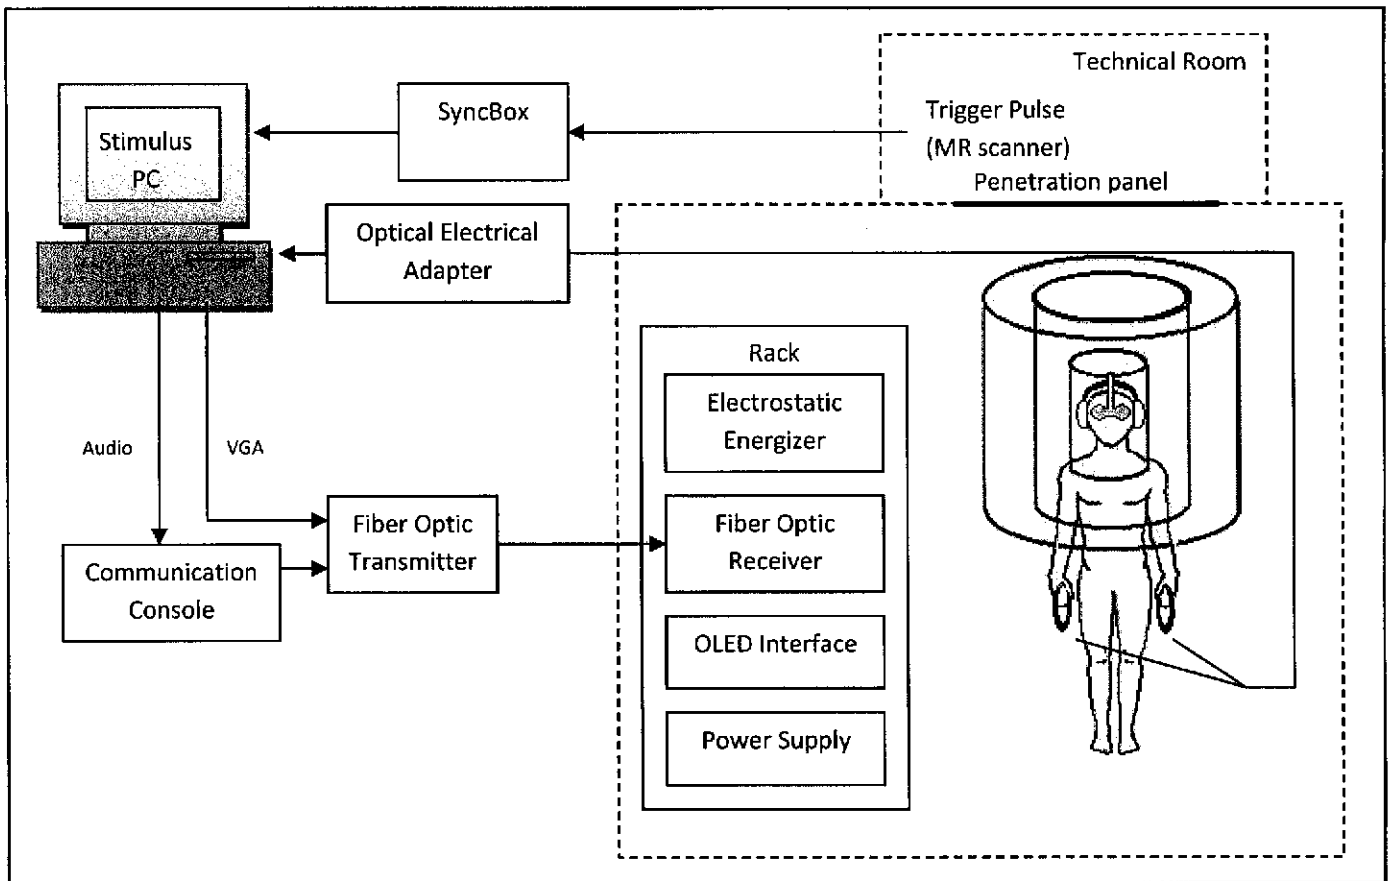 Technical Room
Trigger Pulse
(MR scanner)
Penetration panel
SyncBox
Stimulus
PC
Optical Electrical
Adapter
Rack
Electrostatic
Energizer
Audio
VGA
Fiber Optic
Transmitter
Fiber Optic
Receiver
Communication
Console
OLED Interface
Power Supply